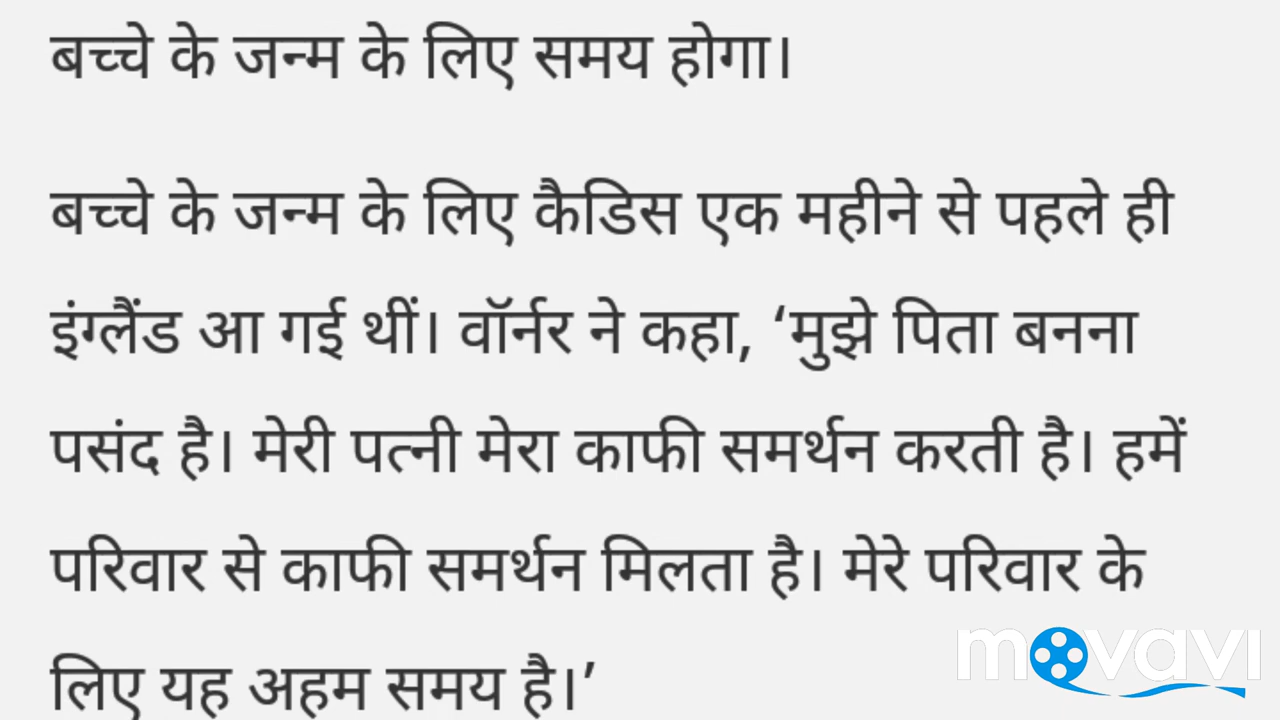 बच्चे के जन्म के लिए समय होगा।
बच्चे के जन्म के लिए कैडिस एक महीने से पहले ही
इंग्लैंड आ गई थीं। वॉर्नर ने कहा, ‘मुझे पिता बनना
पसंद है। मेरी पत्नी मेरा काफी समर्थन करती है। हमें
परिवार से काफी समर्थन मिलता है। मेरे परिवार के
लिए यह अहम समय है।’
movavi